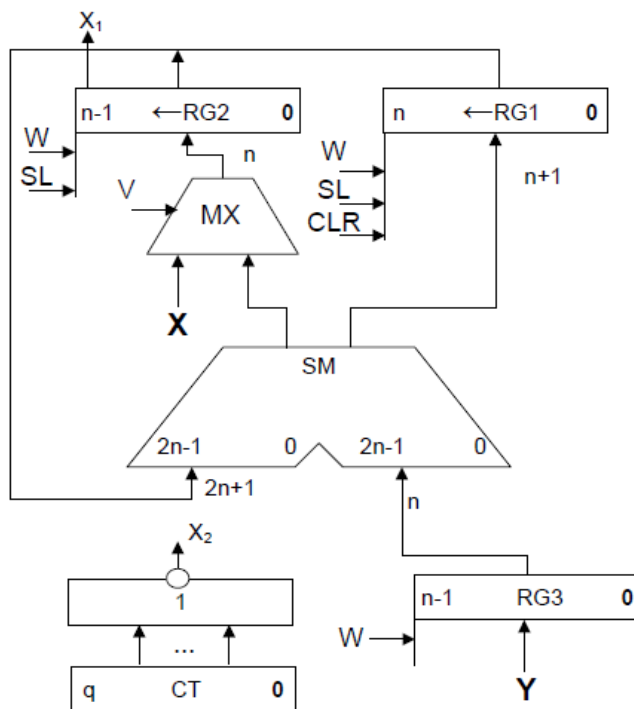 X₁
n-1 ←RG2 0
n ←RG1 0
W
SL
n
W
SL
CLR
n+1
V
MX
X
SM
2n-1 0 2n-1 0
2n+1
n
X₂
1
n-1 RG3 0
...
W
q CT 0
Y